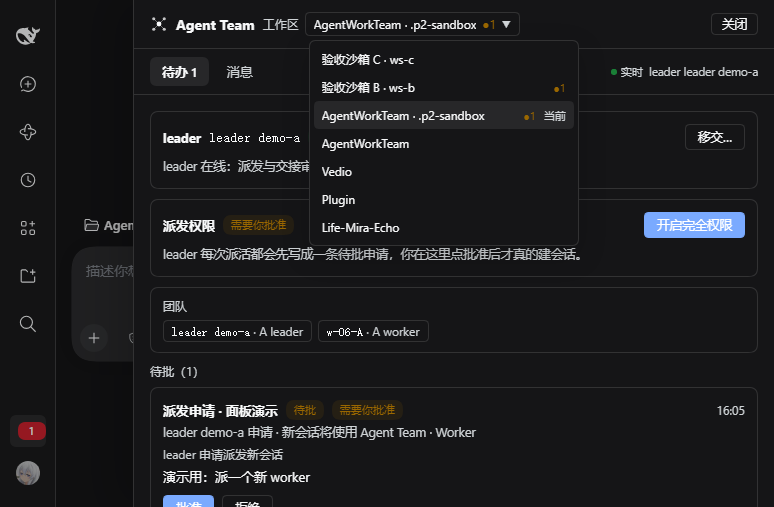 Agent Team 工作区 AgentWorkTeam · .p2-sandbox ●1 ▼ 关闭
验收沙箱 C · ws-c
验收沙箱 B · ws-b ●1
AgentWorkTeam · .p2-sandbox ●1 当前
AgentWorkTeam
Vedio
Plugin
Life-Mira-Echo
待办 1 消息 ●实时 leader leader demo-a
leader leader demo-a 移交...
leader 在线：派发与交接审
派发权限 需要你批准 开启完全权限
leader 每次派活都会先写成一条待批申请，你在这里点批准后才真的建会话。
团队
leader demo-a · A leader w-06-A · A worker
待批（1）
派发申请 · 面板演示 待批 需要你批准 16:05
leader demo-a 申请 · 新会话将使用 Agent Team · Worker
leader 申请派发新会话
演示用：派一个新 worker
批准 拒绝
Agen
描述你想
1